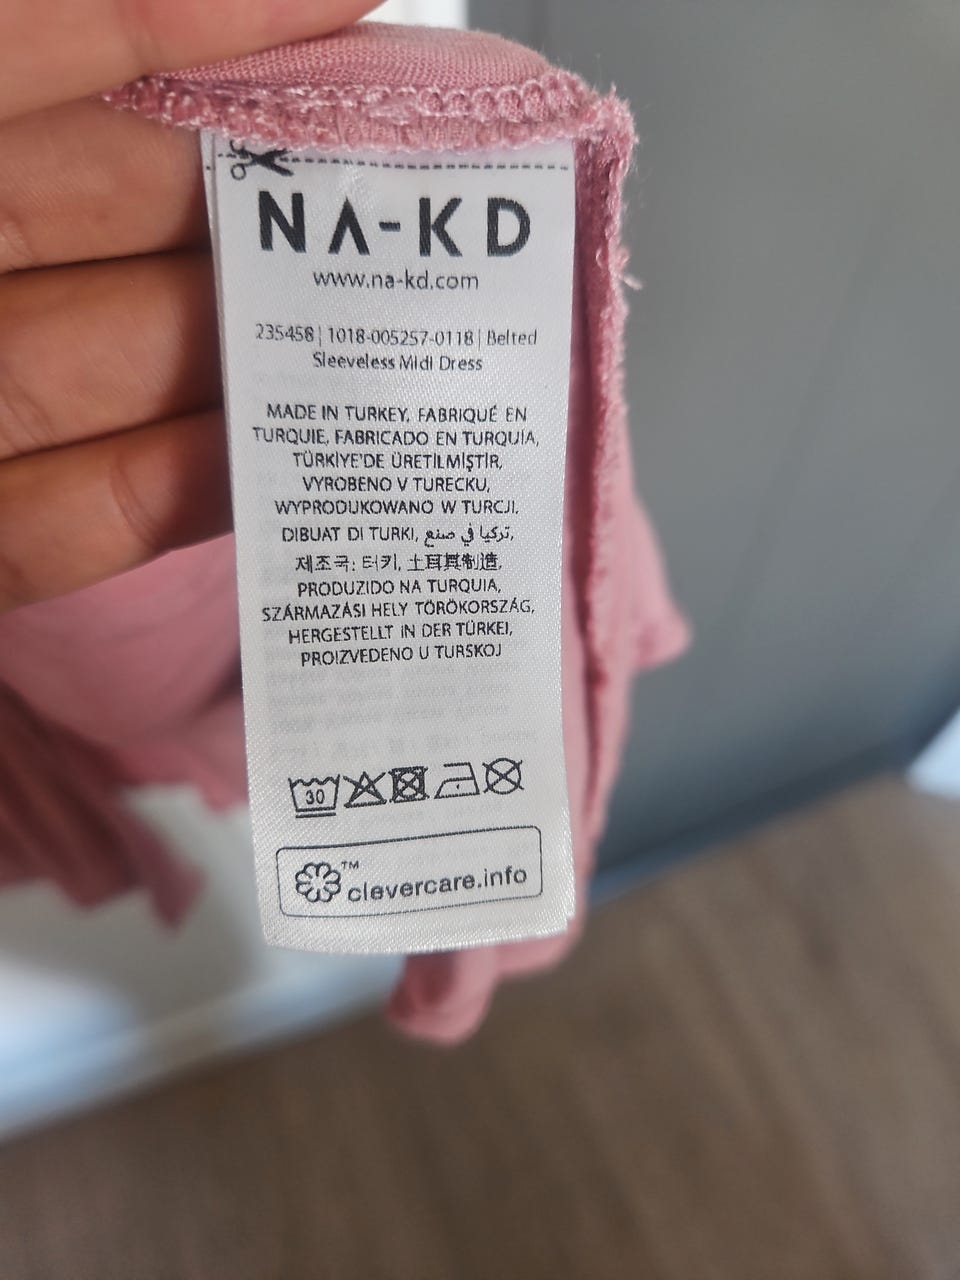 NA-KD
www.na-kd.com
235458 | 1018-005257-0118 | Belted
Sleeveless Midi Dress
MADE IN TURKEY, FABRIQUÉ EN
TURQUIE, FABRICADO EN TURQUIA,
TÜRKİYE'DE ÜRETİLMİŞTİR,
VYROBENO V TURECKU,
WYPRODUKOWANO W TURCJI.
DIBUAT DI TURKI, تركيا في صنع,
제조국: 터키, 土耳其制造,
PRODUZIDO NA TURQUIA,
SZÁRMAZÁSI HELY TÖRÖKORSZÁG,
HERGESTELLT IN DER TÜRKEI,
PROIZVEDENO U TURSKOJ
30
™
clevercare.info